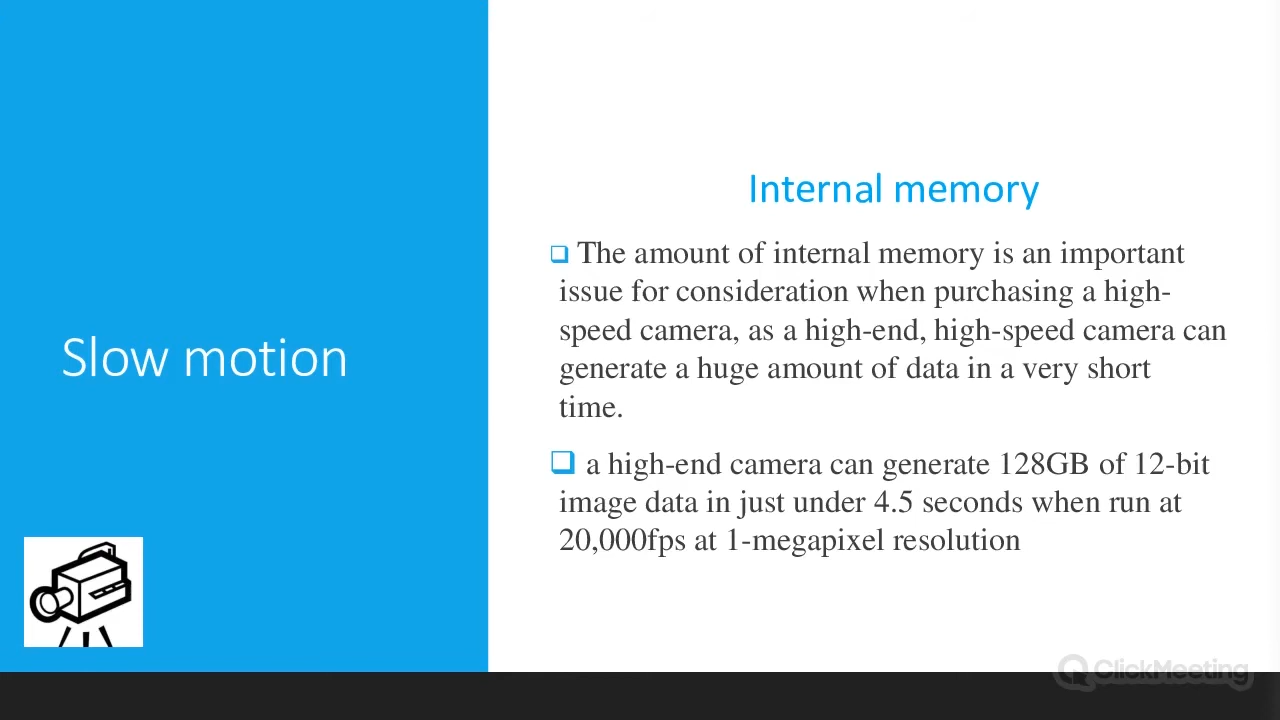 Slow motion
Internal memory
The amount of internal memory is an important
issue for consideration when purchasing a high-
speed camera, as a high-end, high-speed camera can
generate a huge amount of data in a very short
time.
a high-end camera can generate 128GB of 12-bit
image data in just under 4.5 seconds when run at
20,000fps at 1-megapixel resolution
ClickMeeting